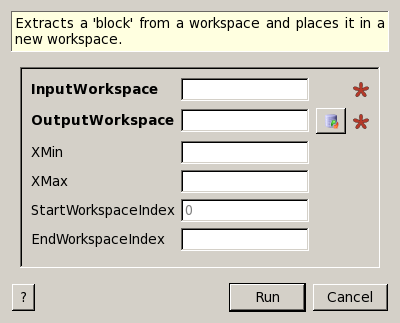 Extracts a 'block' from a workspace and places it in a
new workspace.
InputWorkspace *
OutputWorkspace *
XMin
XMax
StartWorkspaceIndex 0
EndWorkspaceIndex
? Run Cancel